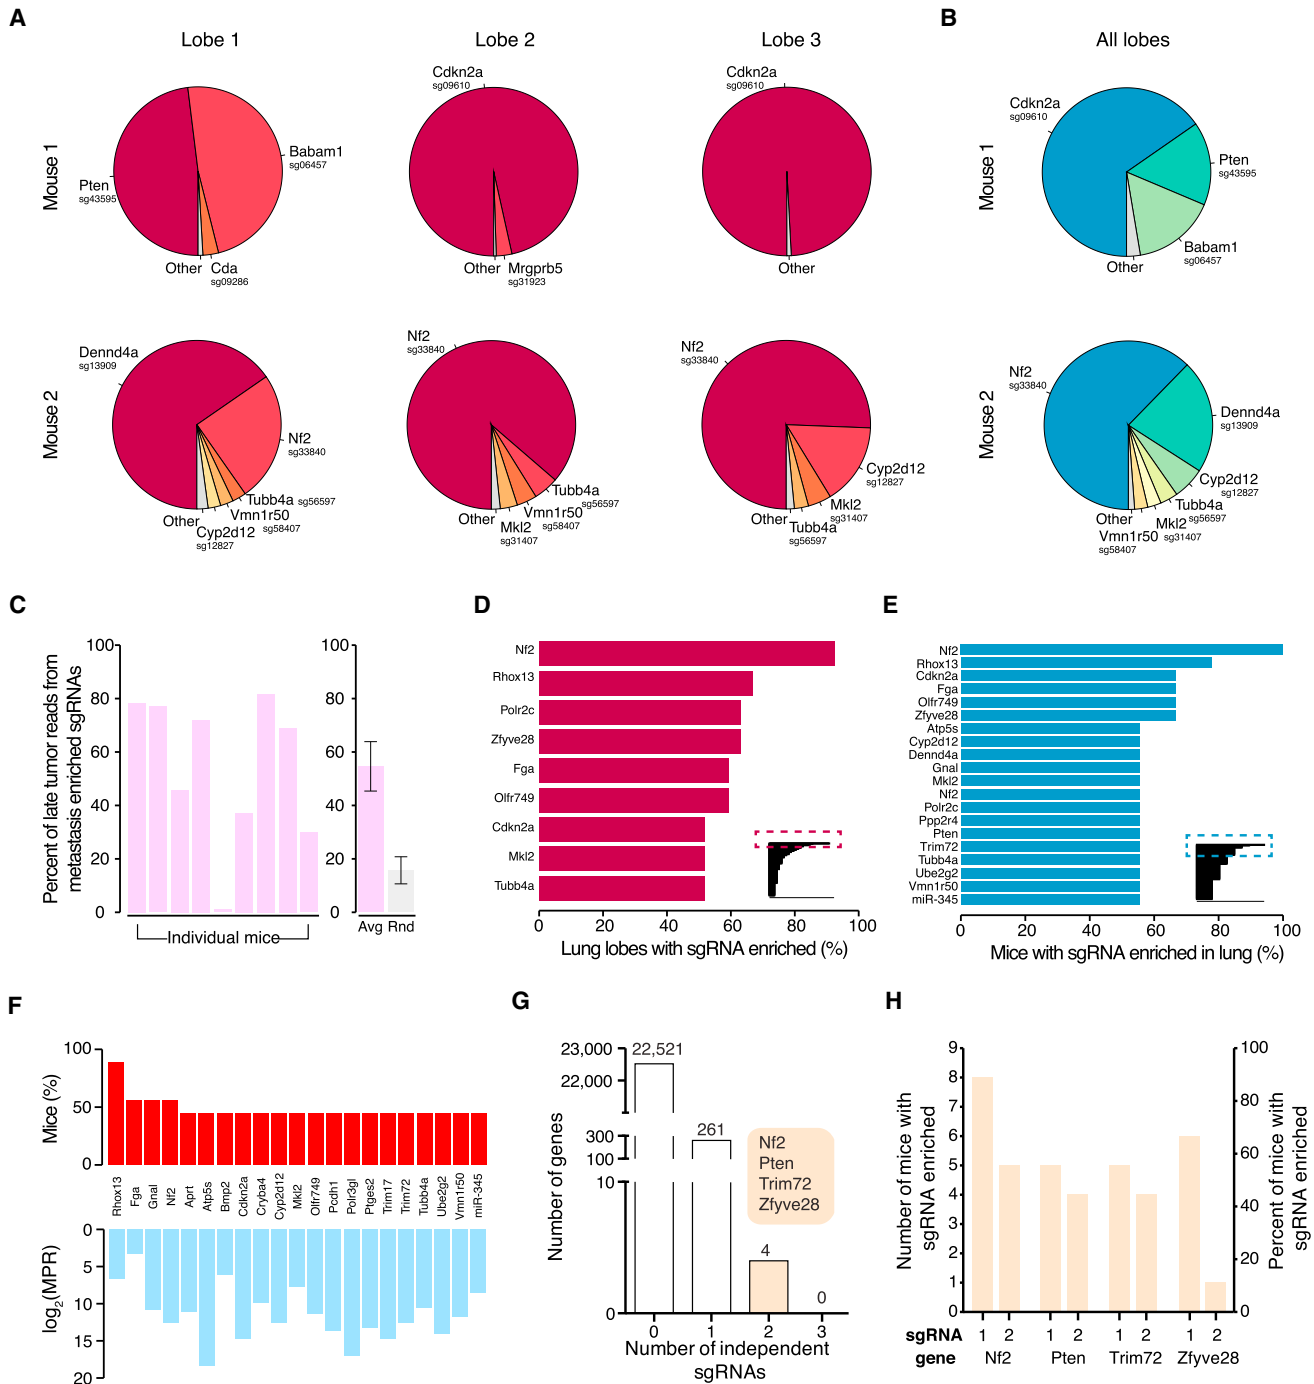 A
B
Lobe 1
Lobe 2
Lobe 3
All lobes
Mouse 1
Pten
sg43595
Babam1
sg06457
Other
Cda
sg09286
Cdkn2a
sg09610
Other
Mrgprb5
sg31923
Cdkn2a
sg09610
Other
Mouse 1
Cdkn2a
sg09610
Pten
sg43595
Babam1
sg06457
Other
Mouse 2
Dennd4a
sg13909
Nf2
sg33840
Tubb4a sg56597
Vmn1r50
sg58407
Cyp2d12
sg12827
Other
Nf2
sg33840
Tubb4a
sg56597
Vmn1r50
sg58407
Mkl2
sg31407
Other
Nf2
sg33840
Cyp2d12
sg12827
Mkl2
sg31407
Tubb4a
sg56597
Other
Mouse 2
Nf2
sg33840
Dennd4a
sg13909
Cyp2d12
sg12827
Tubb4a
sg56597
Mkl2
sg31407
Vmn1r50
sg58407
Other
C
Percent of late tumor reads from
metastasis enriched sgRNAs
100
80
60
40
20
0
Individual mice
100
80
60
40
20
0
Avg Rnd
D
Nf2
Rhox13
Polr2c
Zfyve28
Fga
Olfr749
Cdkn2a
Mkl2
Tubb4a
0 20 40 60 80 100
Lung lobes with sgRNA enriched (%)
E
Nf2
Rhox13
Cdkn2a
Fga
Olfr749
Zfyve28
Atp5s
Cyp2d12
Dennd4a
Gnal
Mkl2
Nf2
Polr2c
Ppp2r4
Pten
Trim72
Tubb4a
Ube2g2
Vmn1r50
miR-345
0 20 40 60 80 100
Mice with sgRNA enriched in lung (%)
F
Mice (%)
100
50
0
Rhox13
Fga
Gnal
Nf2
Aprt
Atp5s
Bmp2
Cdkn2a
Cryba4
Cyp2d12
Mkl2
Olfr749
Pcdh1
Polr3gl
Ptges2
Trim17
Trim72
Tubb4a
Ube2g2
Vmn1r50
miR-345
log2(MPR)
0
5
10
15
20
G
Number of genes
23,000
22,000
300
100
10
0
22,521
261
4
0
Nf2
Pten
Trim72
Zfyve28
0 1 2 3
Number of independent
sgRNAs
H
Number of mice with
sgRNA enriched
9
8
7
6
5
4
3
2
1
0
100
80
60
40
20
0
Percent of mice with
sgRNA enriched
sgRNA 1 2 1 2 1 2 1 2
gene Nf2 Pten Trim72 Zfyve28